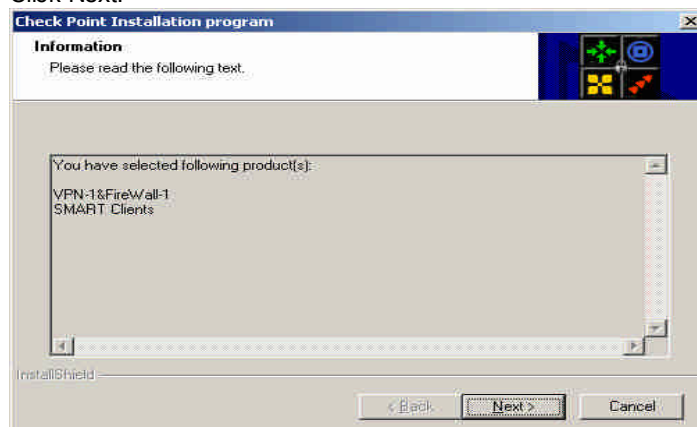 Click Next.
Check Point Installation program
Information
Please read the following text.
You have selected following product(s):
VPN-1&FireWall-1
SMART Clients
InstallShield
< Back
Next >
Cancel